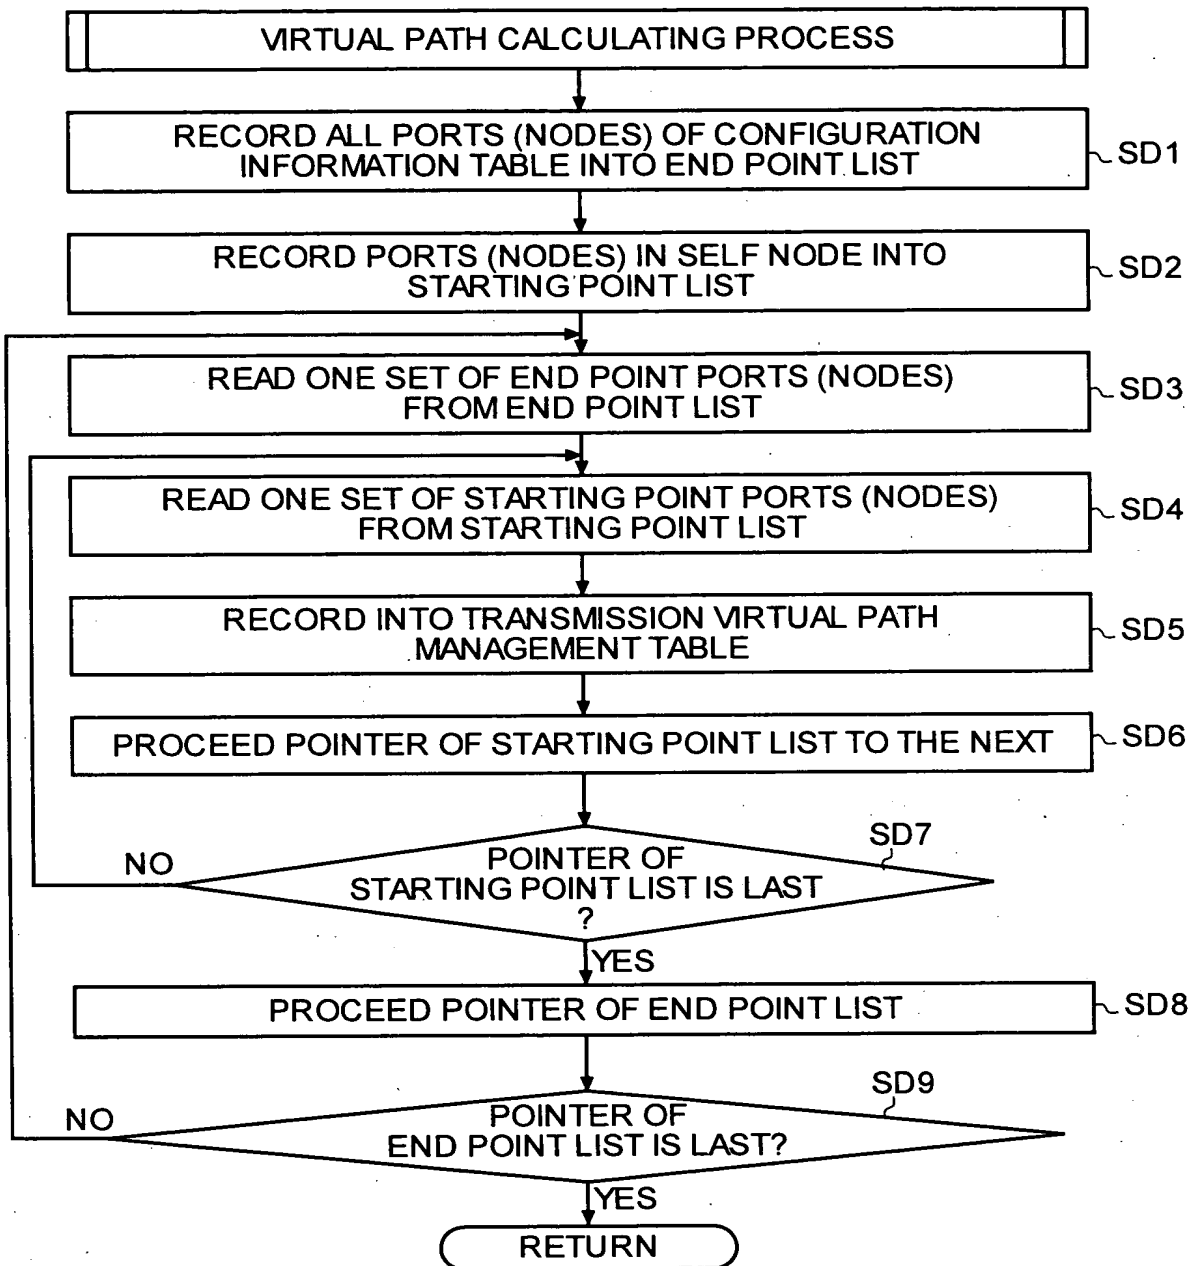 VIRTUAL PATH CALCULATING PROCESS
RECORD ALL PORTS (NODES) OF CONFIGURATION
INFORMATION TABLE INTO END POINT LIST
SD1
RECORD PORTS (NODES) IN SELF NODE INTO
STARTING POINT LIST
SD2
READ ONE SET OF END POINT PORTS (NODES)
FROM END POINT LIST
SD3
READ ONE SET OF STARTING POINT PORTS (NODES)
FROM STARTING POINT LIST
SD4
RECORD INTO TRANSMISSION VIRTUAL PATH
MANAGEMENT TABLE
SD5
PROCEED POINTER OF STARTING POINT LIST TO THE NEXT
SD6
SD7
NO
POINTER OF
STARTING POINT LIST IS LAST
?
YES
PROCEED POINTER OF END POINT LIST
SD8
SD9
NO
POINTER OF
END POINT LIST IS LAST?
YES
RETURN